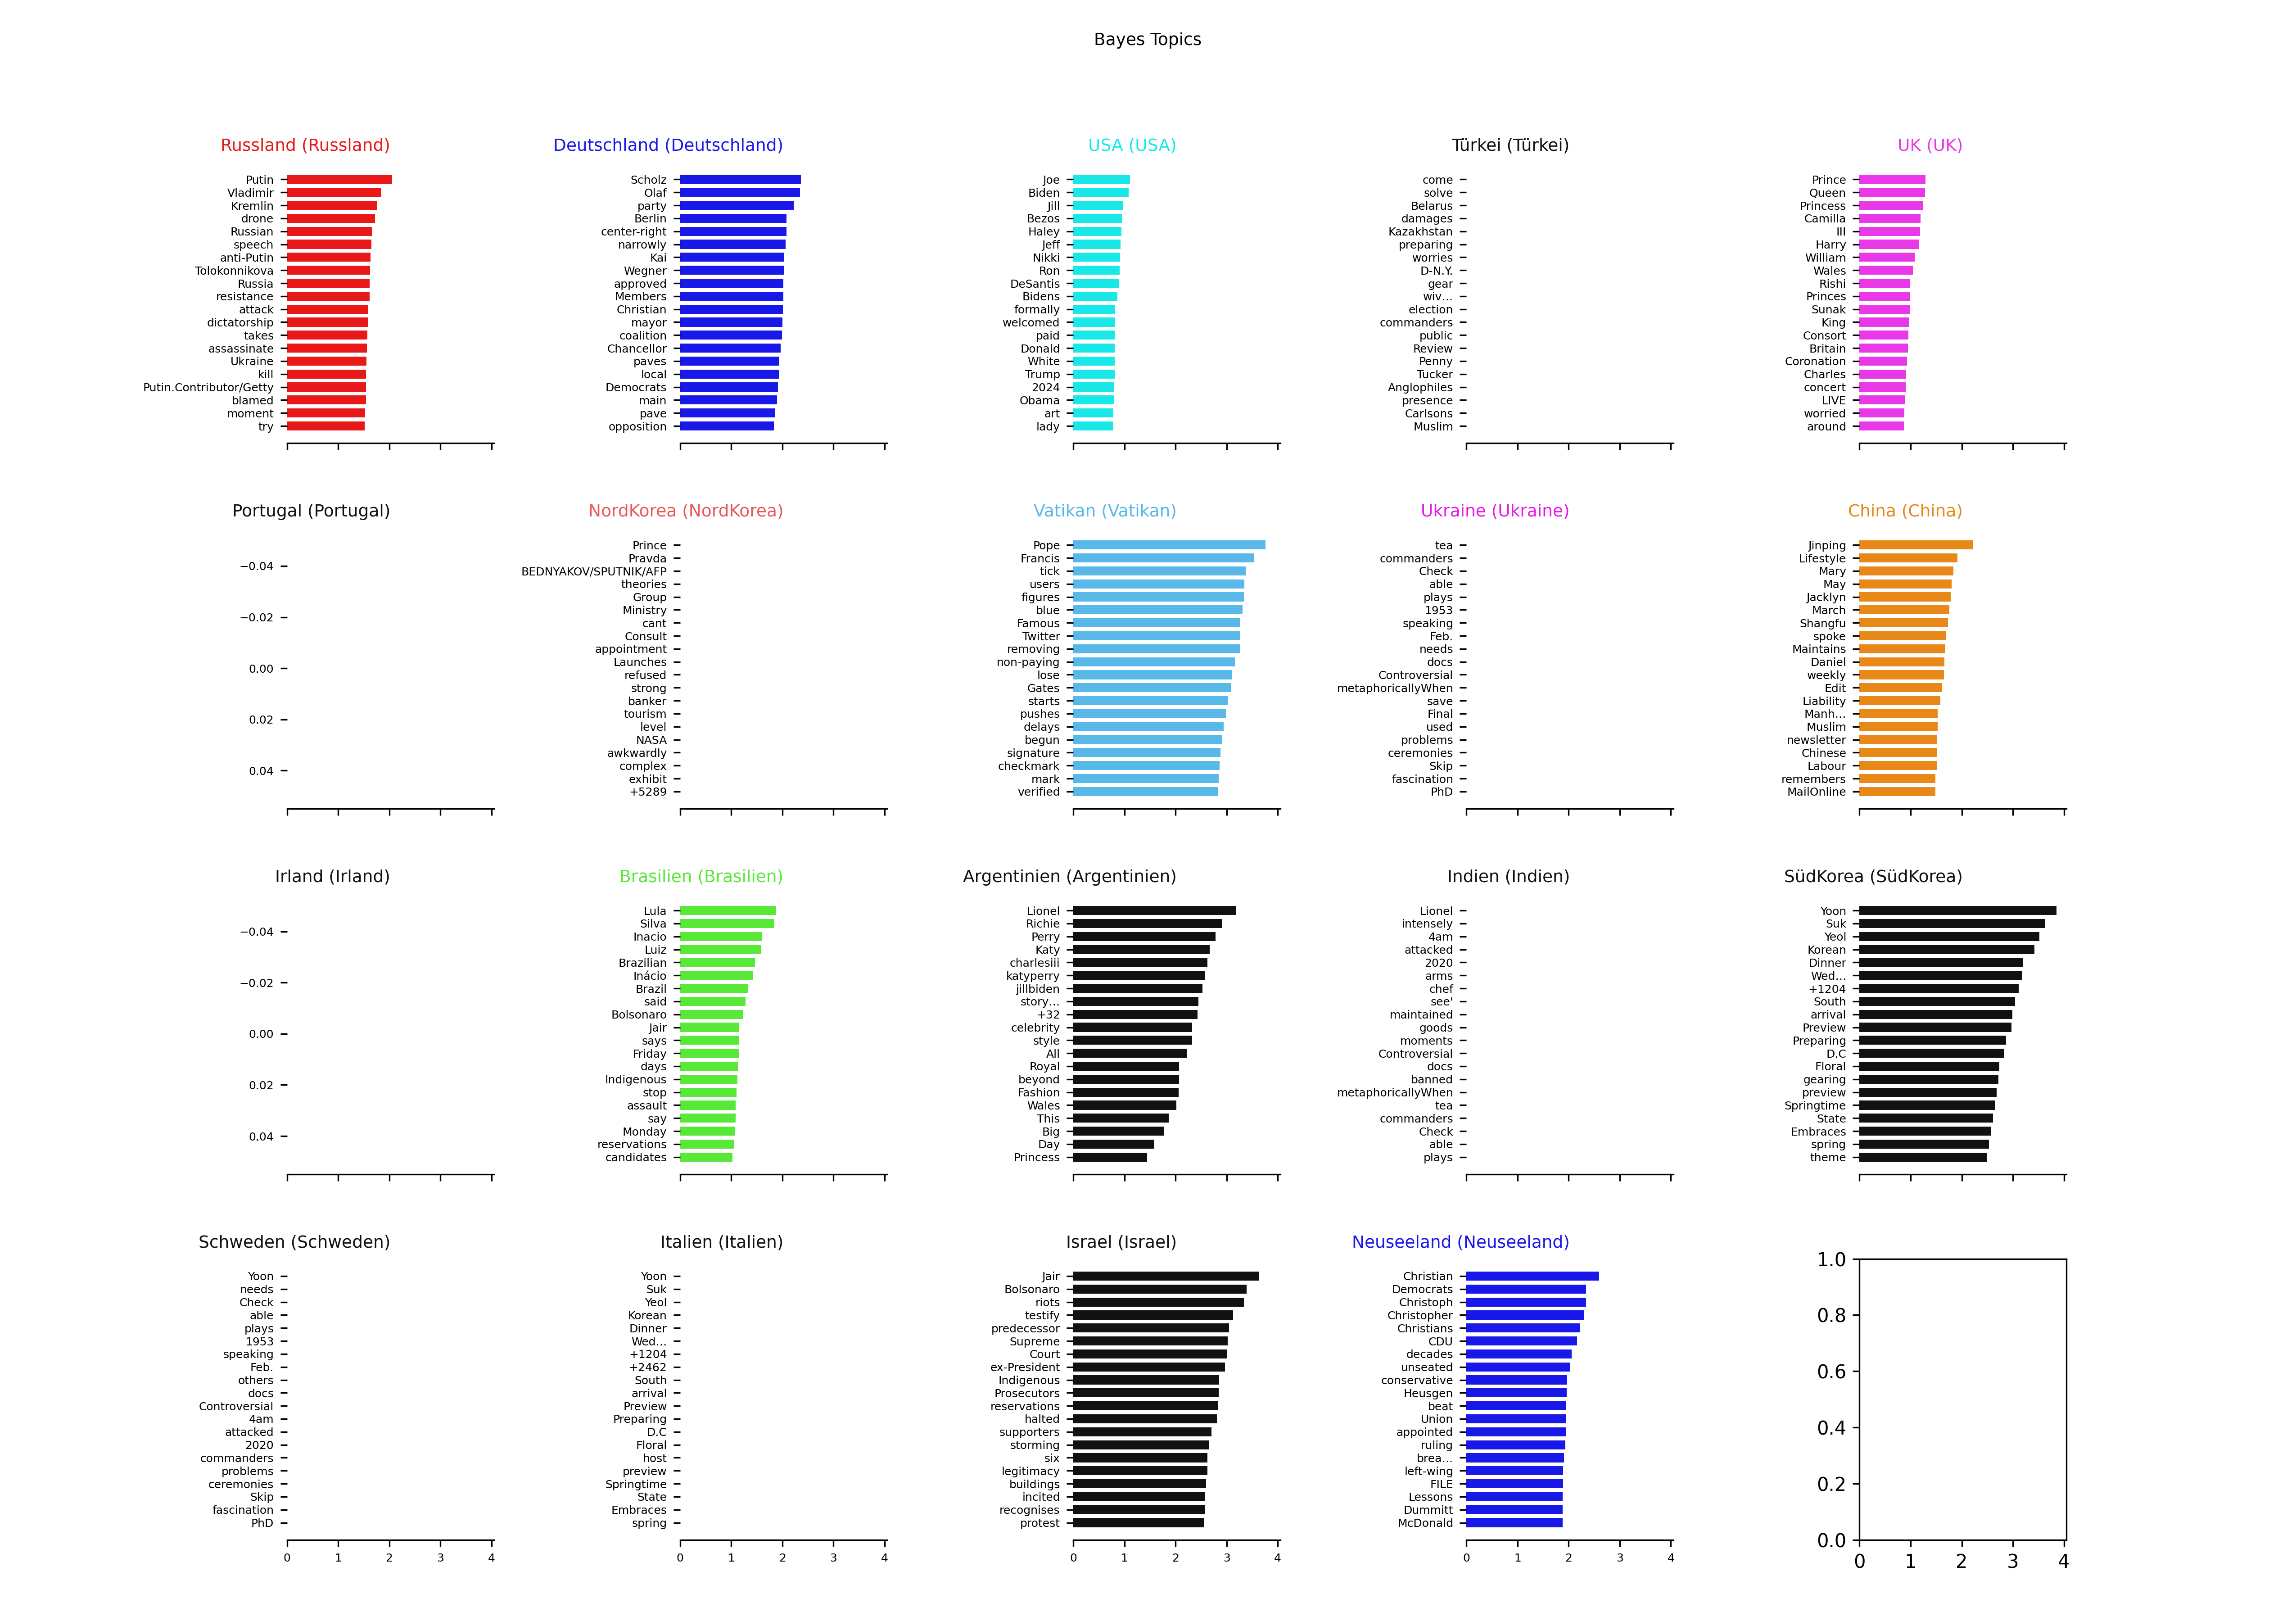 Bayes Topics
Russland (Russland)
Putin
Vladimir
Kremlin
drone
Russian
speech
anti-Putin
Tolokonnikova
Russia
resistance
attack
dictatorship
takes
assassinate
Ukraine
kill
Putin.Contributor/Getty
blamed
moment
try
Deutschland (Deutschland)
Scholz
Olaf
party
Berlin
center-right
narrowly
Kai
Wegner
approved
Members
Christian
mayor
coalition
Chancellor
paves
local
Democrats
main
pave
opposition
USA (USA)
Joe
Biden
Jill
Bezos
Haley
Jeff
Nikki
Ron
DeSantis
Bidens
formally
welcomed
paid
Donald
White
Trump
2024
Obama
art
lady
Türkei (Türkei)
come
solve
Belarus
damages
Kazakhstan
preparing
worries
D-N.Y.
gear
wiv…
election
commanders
public
Review
Penny
Tucker
Anglophiles
presence
Carlsons
Muslim
UK (UK)
Prince
Queen
Princess
Camilla
III
Harry
William
Wales
Rishi
Princes
Sunak
King
Consort
Britain
Coronation
Charles
concert
LIVE
worried
around
Portugal (Portugal)
−0.04
−0.02
0.00
0.02
0.04
NordKorea (NordKorea)
Prince
Pravda
BEDNYAKOV/SPUTNIK/AFP
theories
Group
Ministry
cant
Consult
appointment
Launches
refused
strong
banker
tourism
level
NASA
awkwardly
complex
exhibit
+5289
Vatikan (Vatikan)
Pope
Francis
tick
users
figures
blue
Famous
Twitter
removing
non-paying
lose
Gates
starts
pushes
delays
begun
signature
checkmark
mark
verified
Ukraine (Ukraine)
tea
commanders
Check
able
plays
1953
speaking
Feb.
needs
docs
Controversial
metaphoricallyWhen
save
Final
used
problems
ceremonies
Skip
fascination
PhD
China (China)
Jinping
Lifestyle
Mary
May
Jacklyn
March
Shangfu
spoke
Maintains
Daniel
weekly
Edit
Liability
Manh…
Muslim
newsletter
Chinese
Labour
remembers
MailOnline
Irland (Irland)
−0.04
−0.02
0.00
0.02
0.04
Brasilien (Brasilien)
Lula
Silva
Inacio
Luiz
Brazilian
Inácio
Brazil
said
Bolsonaro
Jair
says
Friday
days
Indigenous
stop
assault
say
Monday
reservations
candidates
Argentinien (Argentinien)
Lionel
Richie
Perry
Katy
charlesiii
katyperry
jillbiden
story…
+32
celebrity
style
All
Royal
beyond
Fashion
Wales
This
Big
Day
Princess
Indien (Indien)
Lionel
intensely
4am
attacked
2020
arms
chef
see'
maintained
goods
moments
Controversial
docs
banned
metaphoricallyWhen
tea
commanders
Check
able
plays
SüdKorea (SüdKorea)
Yoon
Suk
Yeol
Korean
Dinner
Wed…
+1204
South
arrival
Preview
Preparing
D.C
Floral
gearing
preview
Springtime
State
Embraces
spring
theme
Schweden (Schweden)
Yoon
needs
Check
able
plays
1953
speaking
Feb.
others
docs
Controversial
4am
attacked
2020
commanders
problems
ceremonies
Skip
fascination
PhD
0 1 2 3 4
Italien (Italien)
Yoon
Suk
Yeol
Korean
Dinner
Wed…
+1204
+2462
South
arrival
Preview
Preparing
D.C
Floral
host
preview
Springtime
State
Embraces
spring
0 1 2 3 4
Israel (Israel)
Jair
Bolsonaro
riots
testify
predecessor
Supreme
Court
ex-President
Indigenous
Prosecutors
reservations
halted
supporters
storming
six
legitimacy
buildings
incited
recognises
protest
0 1 2 3 4
Neuseeland (Neuseeland)
Christian
Democrats
Christoph
Christopher
Christians
CDU
decades
unseated
conservative
Heusgen
beat
Union
appointed
ruling
brea…
left-wing
FILE
Lessons
Dummitt
McDonald
0 1 2 3 4
1.0
0.8
0.6
0.4
0.2
0.0
0 1 2 3 4